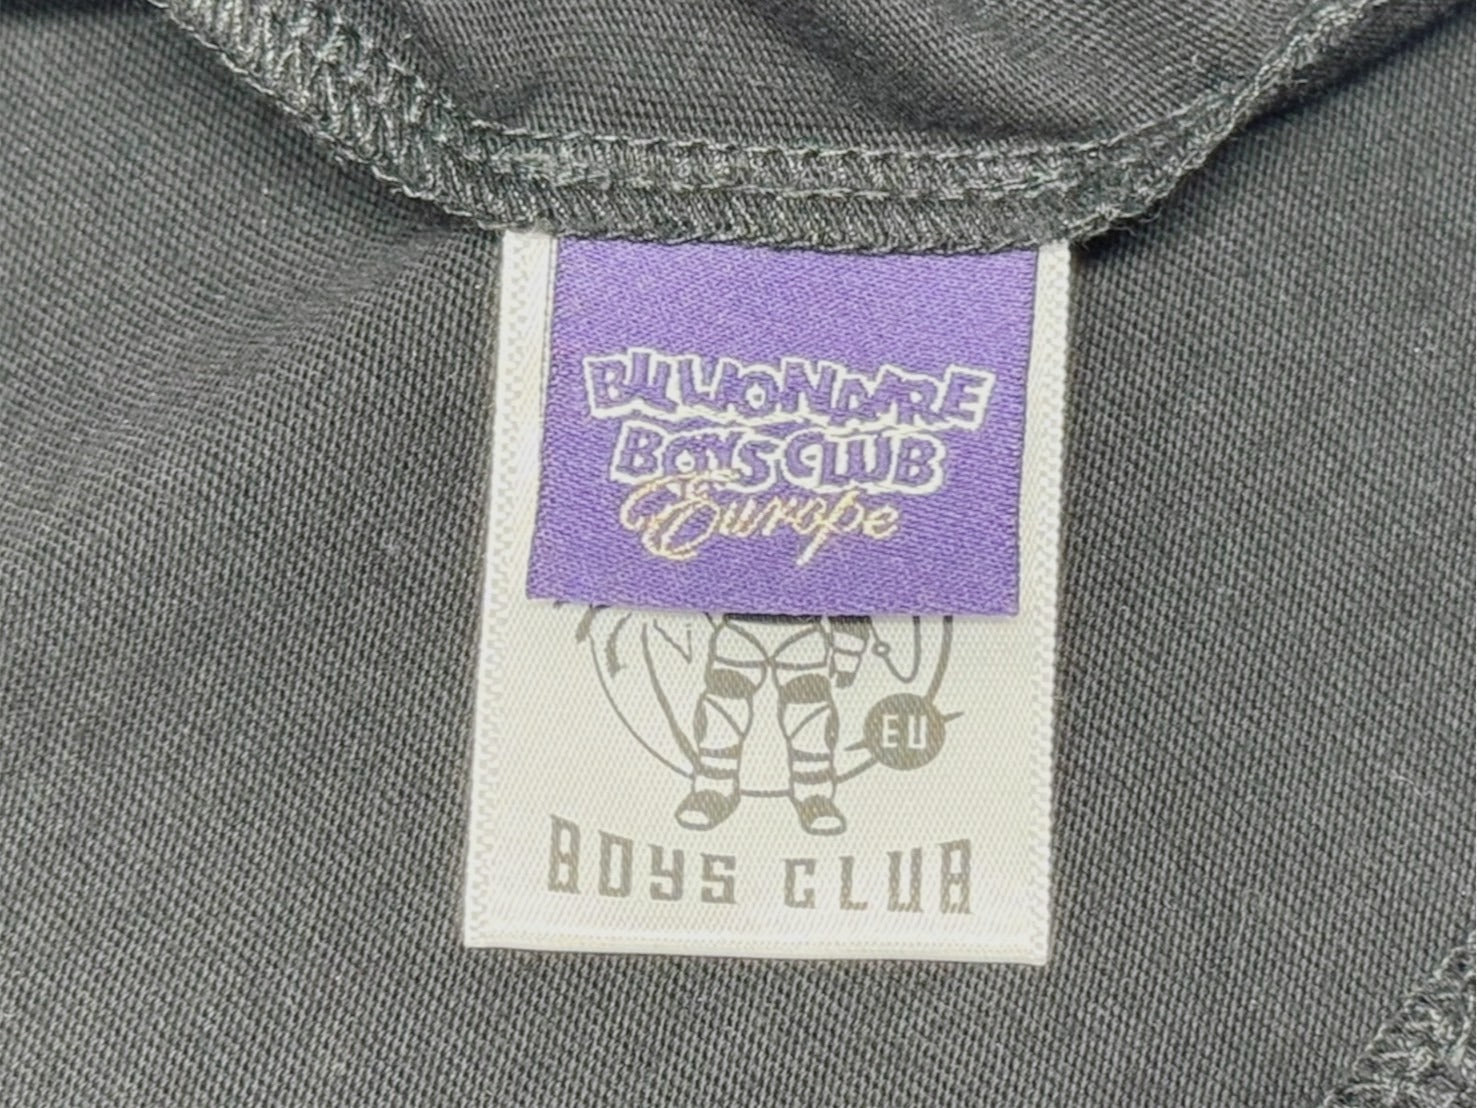 BILLIONAIRE
BOYS CLUB
Europe
EU
BOYS CLUB